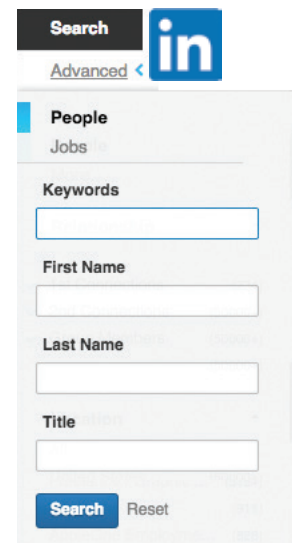 Search
in
Advanced <
People
Jobs
Keywords
First Name
Last Name
Title
Search Reset